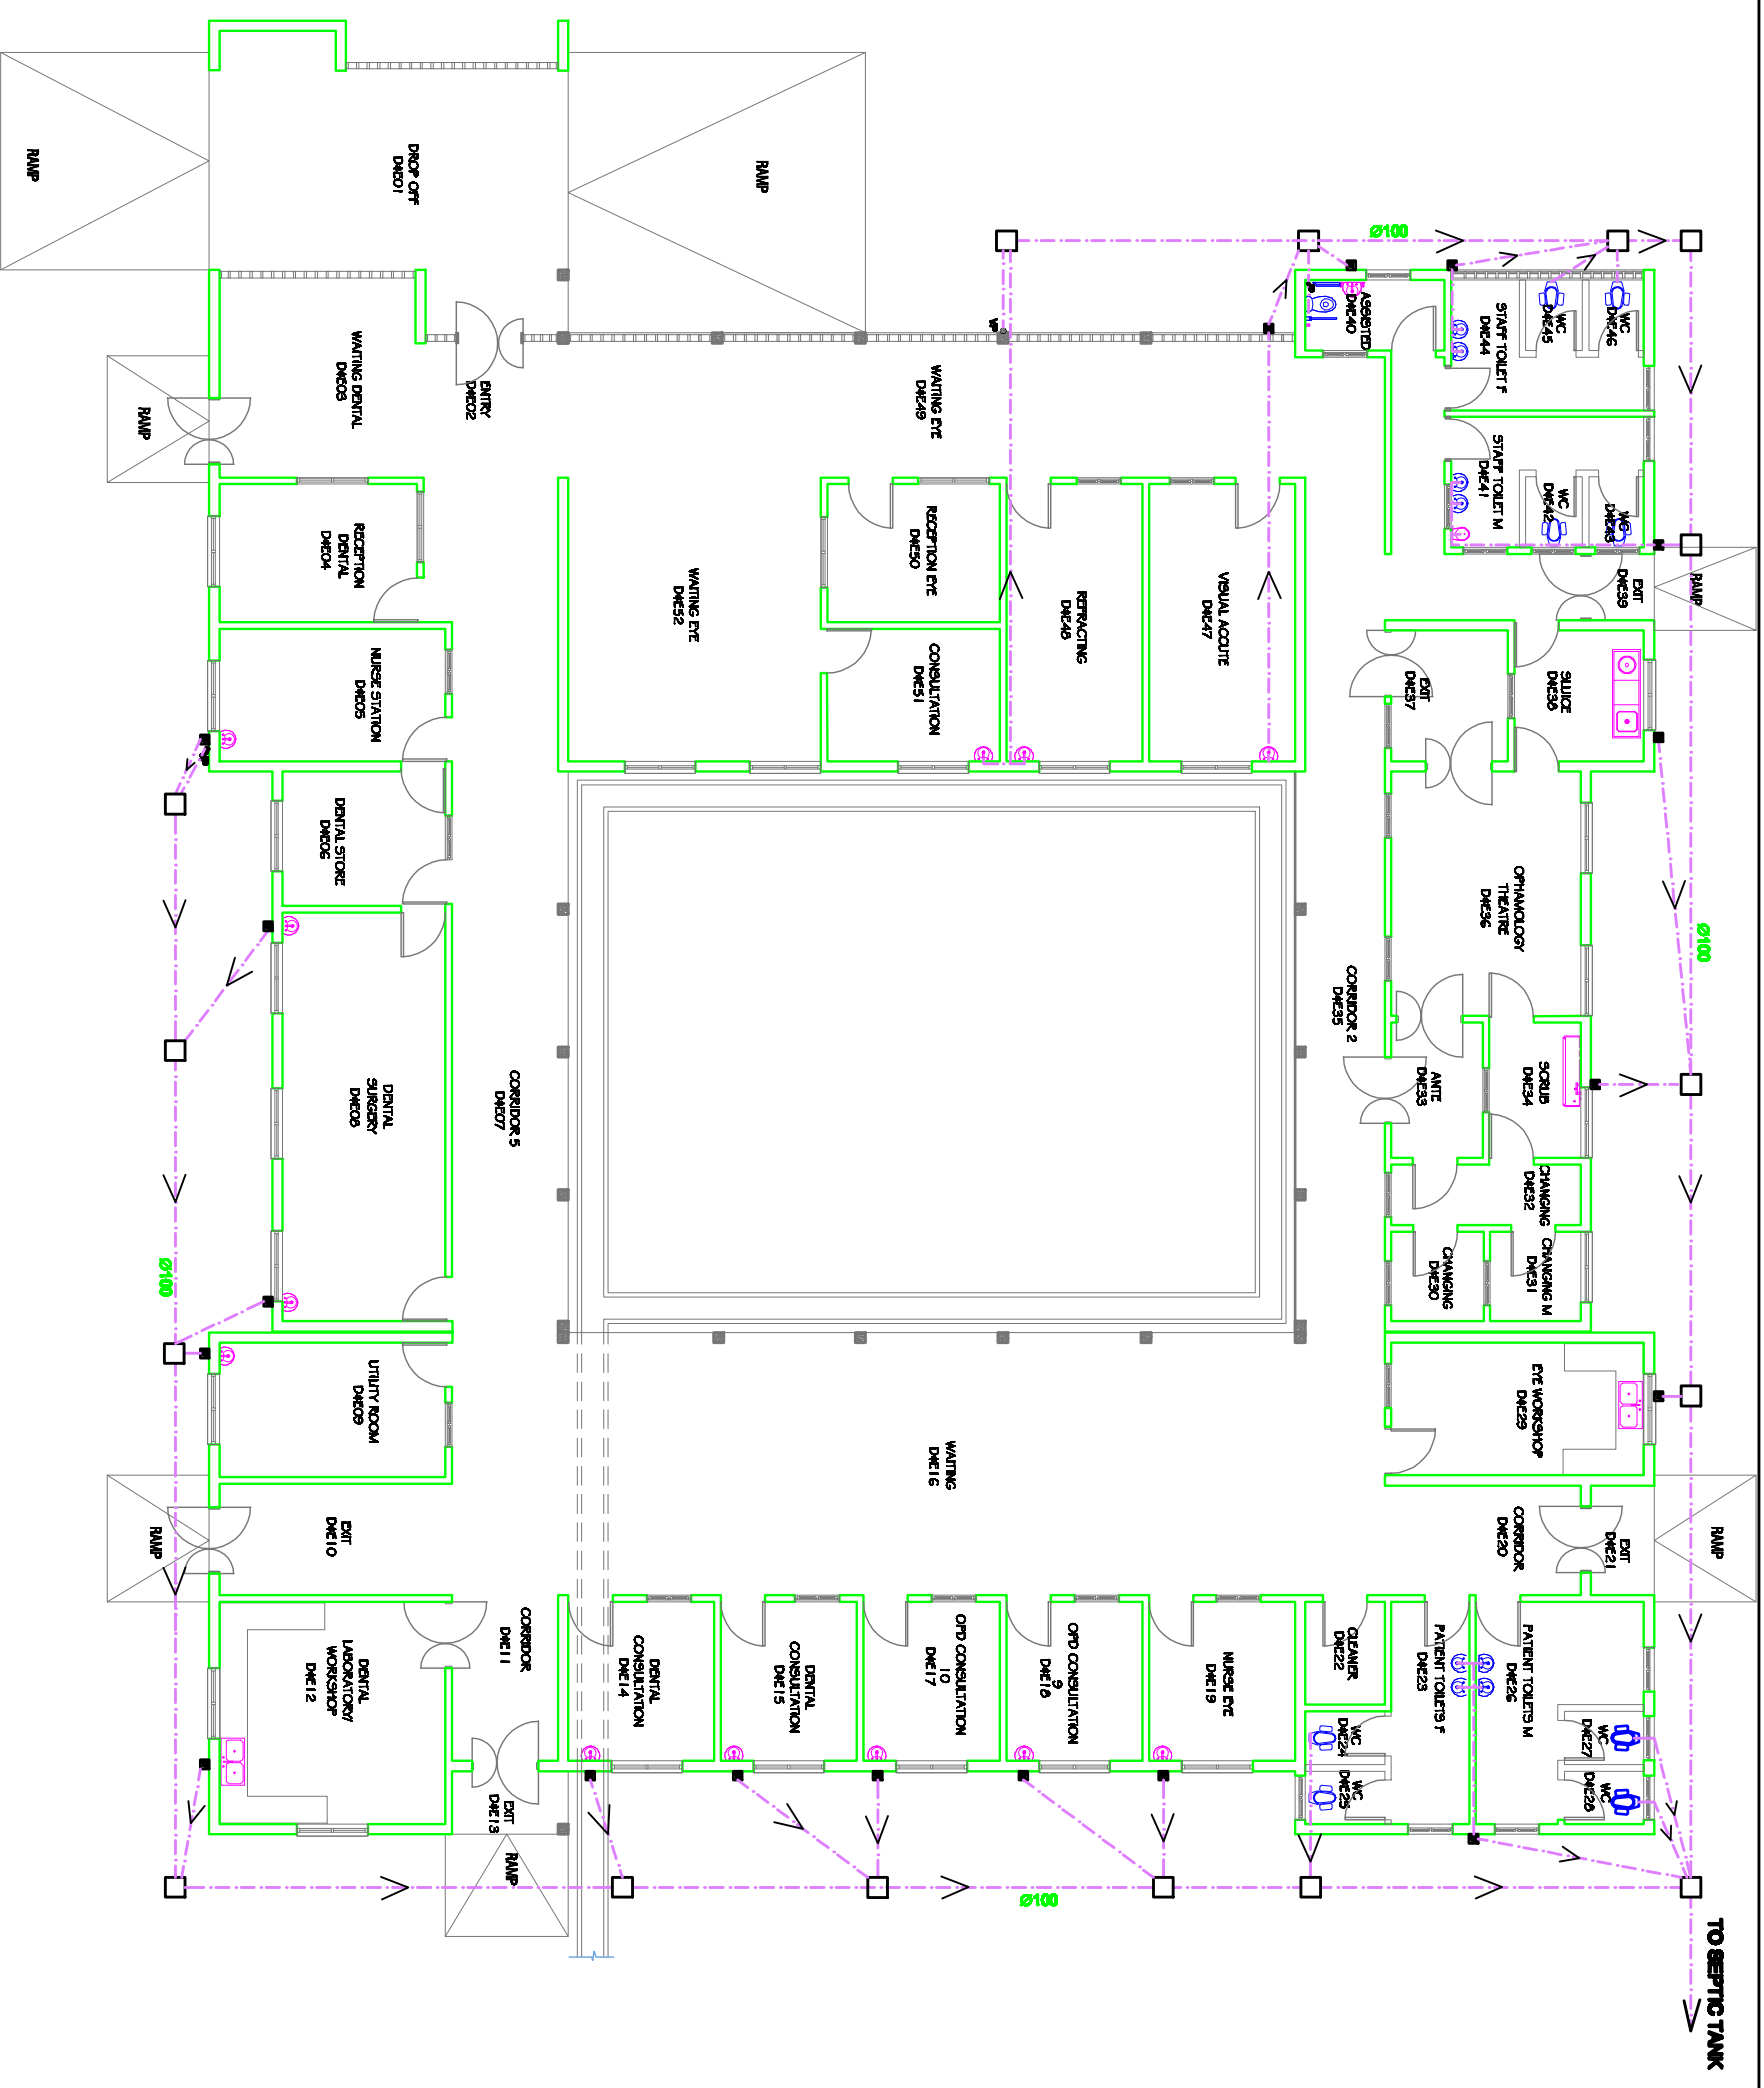 TO SEPTIC TANK
RAMP
RAMP
Ø100
EXIT
D4E39
EXIT
D4E21
WC
D4E46
WC
D4E43
WC
D4E27
WC
D4E28
WC
D4E45
WC
D4E42
SLUICE
D4E38
SCRUB
D4E34
CHANGING
D4E32
CHANGING M
D4E31
EYE WORKSHOP
D4E29
CORRIDOR
D4E20
PATIENT TOILETS M
D4E26
STAFF TOILET F
D4E44
STAFF TOILET M
D4E41
OPHAMOLOGY
THEATRE
D4E36
EXIT
D4E37
ANTE
D4E33
CHANGING
D4E30
PATIENT TOILETS F
D4E23
Ø100
ASSISTED
D4E40
CORRIDOR 2
D4E35
CLEANER
D4E22
WC
D4E24
WC
D4E25
VISUAL ACCUTE
D4E47
NURSE EYE
D4E19
REFRACTING
D4E48
OPD CONSULTATION
9
D4E18
Ø100
VP
WAITING EYE
D4E49
RECEPTION EYE
D4E50
CONSULTATION
D4E51
WAITING
D4E16
OPD CONSULTATION
10
D4E17
RAMP
WAITING EYE
D4E52
DENTAL
CONSULTATION
D4E15
DENTAL
CONSULTATION
D4E14
ENTRY
D4E02
CORRIDOR 5
D4E07
CORRIDOR
D4E11
EXIT
D4E13
RAMP
DROP OFF
D4E01
WAITING DENTAL
D4E03
RECEPTION
DENTAL
D4E04
NURSE STATION
D4E05
DENTAL STORE
D4E06
DENTAL
SURGERY
D4E08
UTILITY ROOM
D4E09
EXIT
D4E10
DENTAL
LABORATORY/
WORKSHOP
D4E12
Ø100
RAMP
RAMP
RAMP